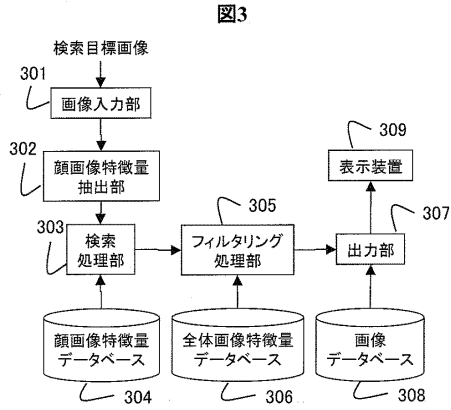 図3
検索目標画像
301
画像入力部
302
顔画像特徴量
抽出部
303
検索
処理部
305
フィルタリング
処理部
309
表示装置
307
出力部
顔画像特徴量
データベース
304
全体画像特徴量
データベース
306
画像
データベース
308